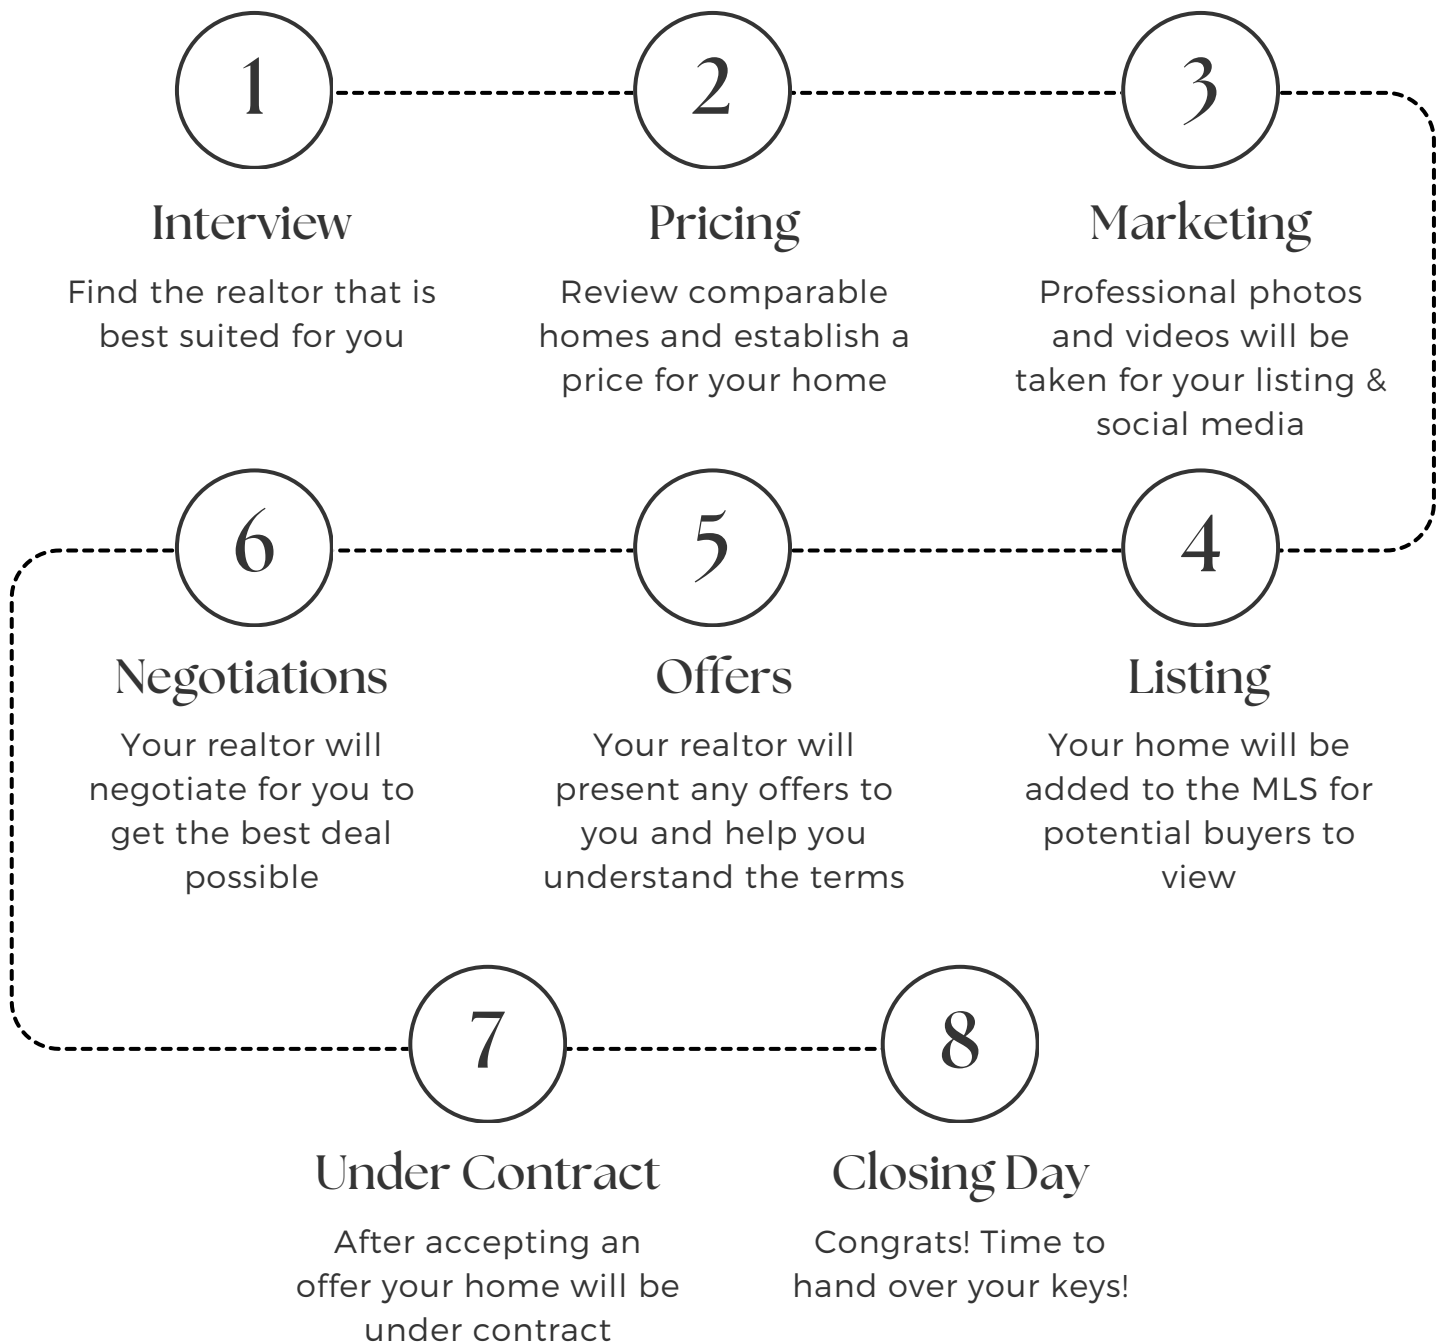 1
Interview
Find the realtor that is
best suited for you
2
Pricing
Review comparable
homes and establish a
price for your home
3
Marketing
Professional photos
and videos will be
taken for your listing &
social media
4
Listing
Your home will be
added to the MLS for
potential buyers to
view
5
Offers
Your realtor will
present any offers to
you and help you
understand the terms
6
Negotiations
Your realtor will
negotiate for you to
get the best deal
possible
7
Under Contract
After accepting an
offer your home will be
under contract
8
Closing Day
Congrats! Time to
hand over your keys!